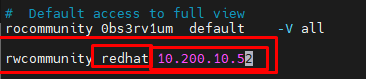 #  Default access to full view
rocommunity 0bs3rv1um  default    -V all
rwcommunity redhat 10.200.10.52